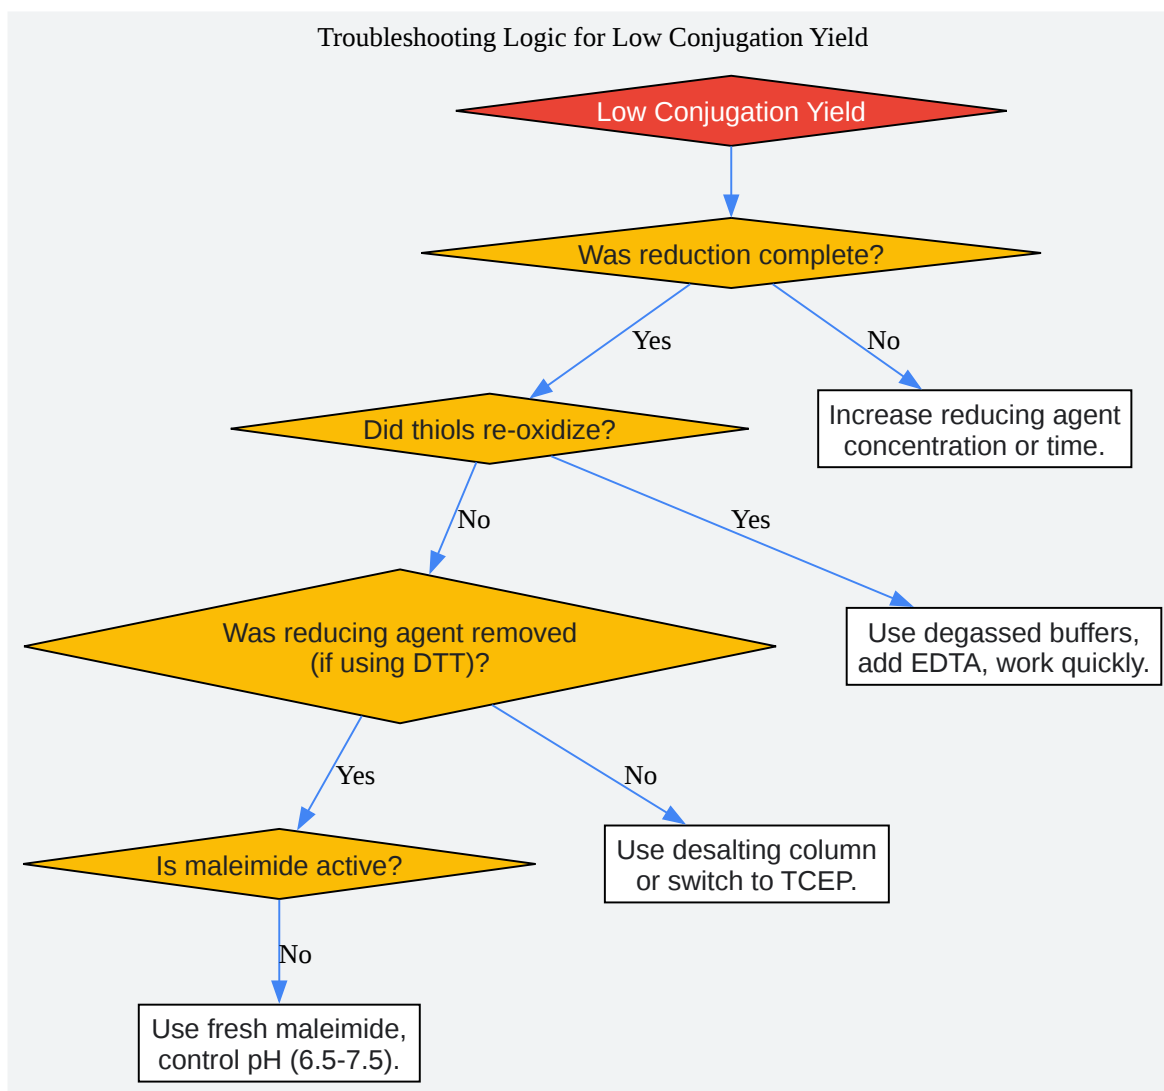 Troubleshooting Logic for Low Conjugation Yield
Low Conjugation Yield
Was reduction complete?
Yes
No
Did thiols re-oxidize?
Increase reducing agent
concentration or time.
No
Yes
Was reducing agent removed
(if using DTT)?
Use degassed buffers,
add EDTA, work quickly.
Yes
No
Is maleimide active?
Use desalting column
or switch to TCEP.
No
Use fresh maleimide,
control pH (6.5-7.5).